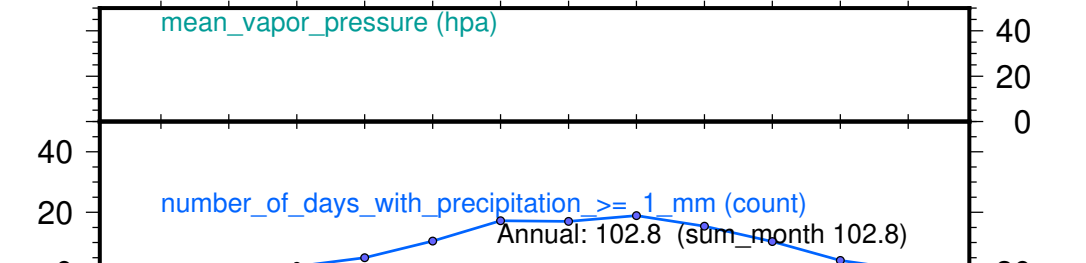 mean_vapor_pressure (hpa)
40
20
0
40
number_of_days_with_precipitation_>=_1_mm (count)
20
Annual: 102.8 (sum_month 102.8)